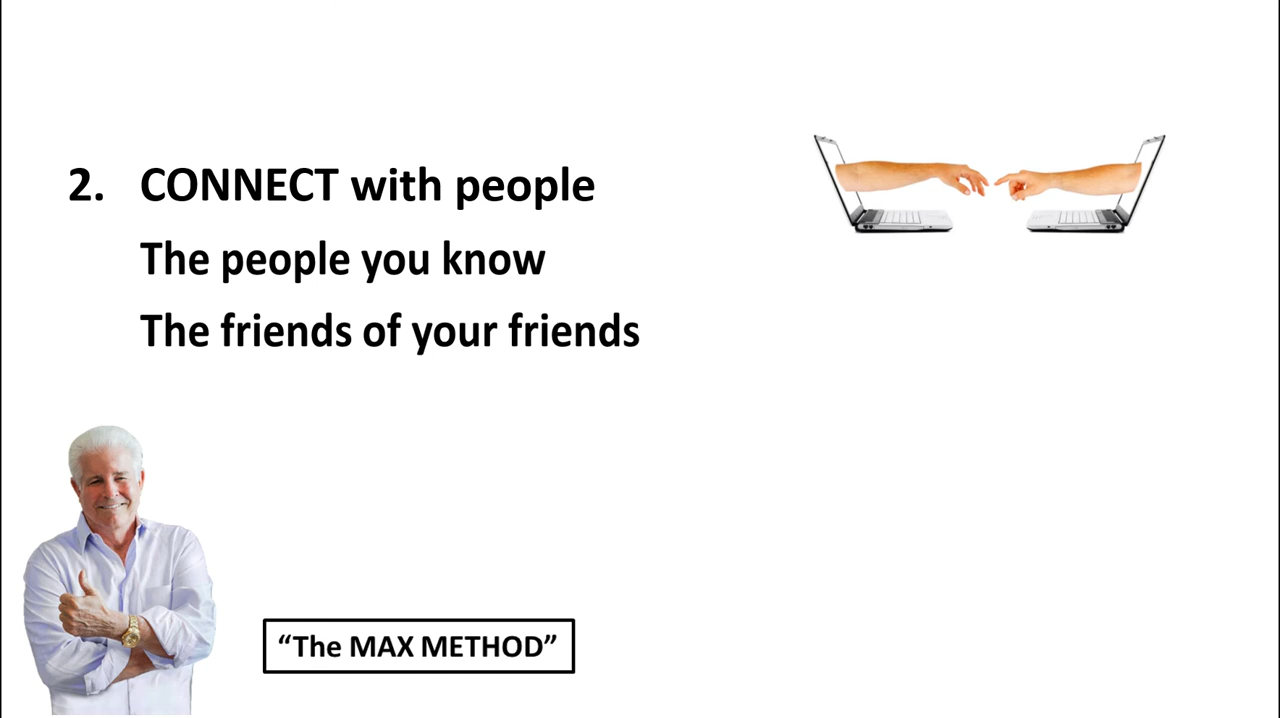 2. CONNECT with people
The people you know
The friends of your friends
“The MAX METHOD”